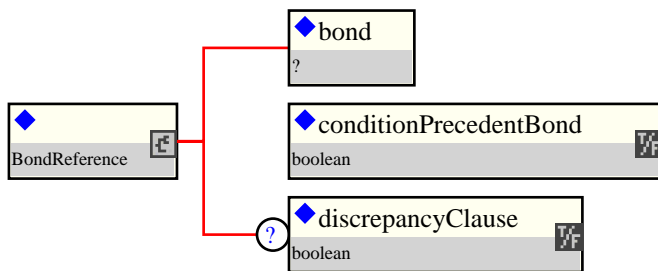 bond
?
conditionPrecedentBond
T/F
boolean
BondReference
discrepancyClause
?
T/F
boolean